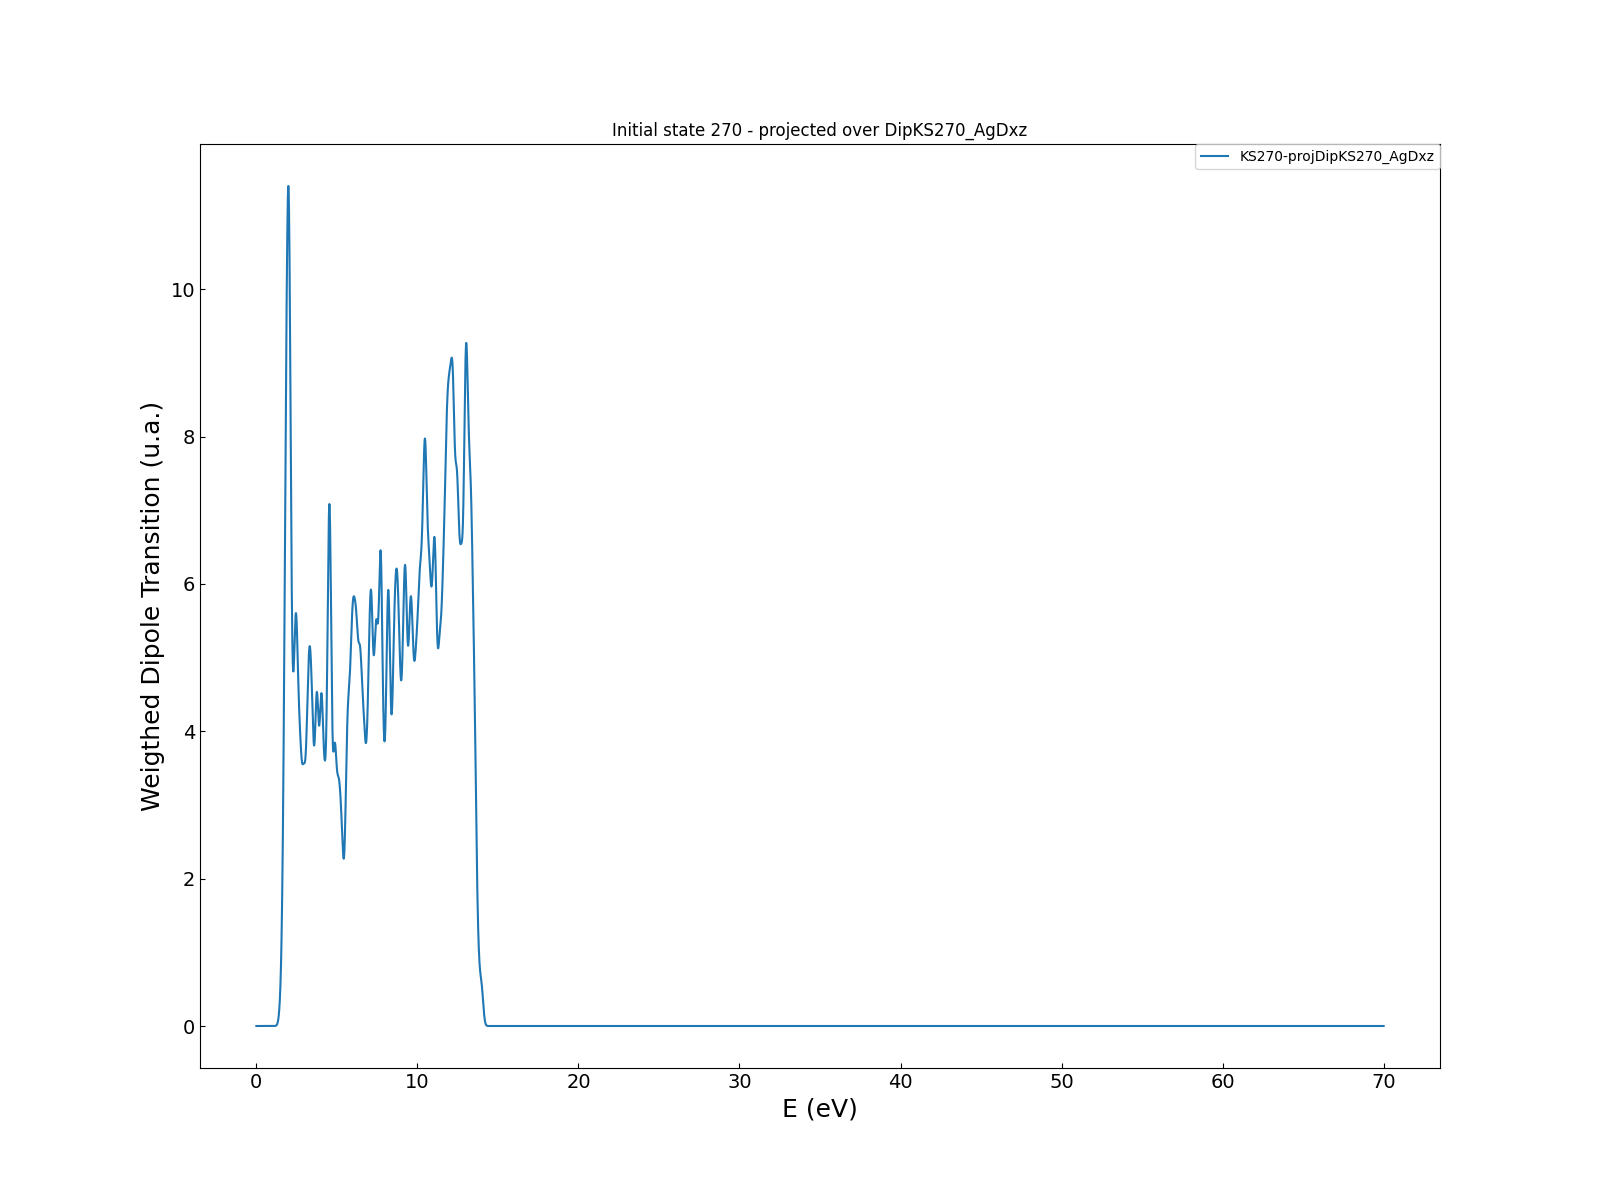 Initial state 270 - projected over DipKS270_AgDxz
KS270-projDipKS270_AgDxz
Weigthed Dipole Transition (u.a.)
10
8
6
4
2
0
0 10 20 30 40 50 60 70
E (eV)